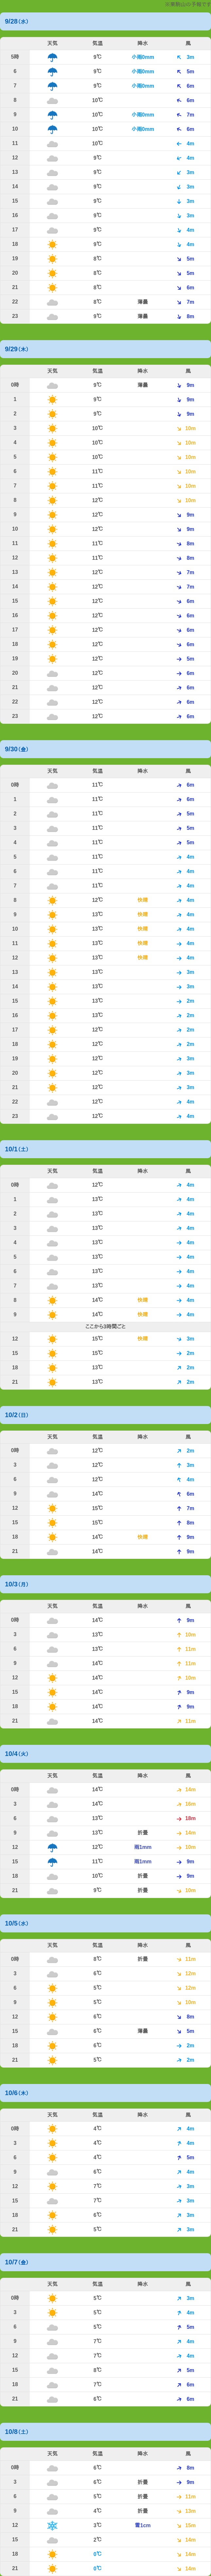 9/28(水)
天気 気温 降水 風
5時 9℃ 小雨0mm 3m
6 9℃ 小雨0mm 5m
7 9℃ 小雨0mm 6m
8 10℃ 6m
9 10℃ 小雨0mm 7m
10 10℃ 小雨0mm 6m
11 10℃ 4m
12 9℃ 4m
13 9℃ 3m
14 9℃ 3m
15 9℃ 3m
16 9℃ 3m
17 9℃ 4m
18 9℃ 4m
19 8℃ 5m
20 8℃ 5m
21 8℃ 6m
22 8℃ 薄曇 7m
23 9℃ 薄曇 8m
9/29(木)
天気 気温 降水 風
0時 9℃ 薄曇 9m
1 9℃ 9m
2 9℃ 9m
3 10℃ 10m
4 10℃ 10m
5 10℃ 10m
6 11℃ 10m
7 11℃ 10m
8 12℃ 10m
9 12℃ 9m
10 12℃ 9m
11 11℃ 8m
12 11℃ 8m
13 12℃ 7m
14 12℃ 7m
15 12℃ 6m
16 12℃ 6m
17 12℃ 6m
18 12℃ 6m
19 12℃ 5m
20 12℃ 6m
21 12℃ 6m
22 12℃ 6m
23 12℃ 6m
9/30(金)
天気 気温 降水 風
0時 11℃ 6m
1 11℃ 6m
2 11℃ 5m
3 11℃ 5m
4 11℃ 5m
5 11℃ 4m
6 11℃ 4m
7 11℃ 4m
8 12℃ 快晴 4m
9 13℃ 快晴 4m
10 13℃ 快晴 4m
11 13℃ 快晴 4m
12 13℃ 快晴 4m
13 13℃ 3m
14 13℃ 3m
15 13℃ 2m
16 13℃ 2m
17 12℃ 2m
18 12℃ 2m
19 12℃ 3m
20 12℃ 3m
21 12℃ 3m
22 12℃ 4m
23 12℃ 4m
10/1(土)
天気 気温 降水 風
0時 12℃ 4m
1 13℃ 4m
2 13℃ 4m
3 13℃ 4m
4 13℃ 4m
5 13℃ 4m
6 13℃ 4m
7 13℃ 4m
8 14℃ 快晴 4m
9 14℃ 快晴 4m
ここから3時間ごと
12 15℃ 快晴 3m
15 15℃ 2m
18 13℃ 2m
21 13℃ 2m
10/2(日)
天気 気温 降水 風
0時 12℃ 2m
3 12℃ 3m
6 12℃ 4m
9 14℃ 6m
12 15℃ 7m
15 15℃ 8m
18 14℃ 快晴 9m
21 14℃ 9m
10/3(月)
天気 気温 降水 風
0時 14℃ 9m
3 13℃ 10m
6 13℃ 11m
9 14℃ 11m
12 14℃ 10m
15 14℃ 9m
18 14℃ 9m
21 14℃ 11m
10/4(火)
天気 気温 降水 風
0時 14℃ 14m
3 14℃ 16m
6 13℃ 18m
9 13℃ 折曇 14m
12 12℃ 雨1mm 10m
15 11℃ 雨1mm 9m
18 10℃ 折曇 9m
21 9℃ 折曇 10m
10/5(水)
天気 気温 降水 風
0時 8℃ 折曇 11m
3 6℃ 12m
6 5℃ 12m
9 5℃ 10m
12 6℃ 8m
15 6℃ 薄曇 5m
18 6℃ 2m
21 5℃ 2m
10/6(木)
天気 気温 降水 風
0時 4℃ 4m
3 4℃ 4m
6 4℃ 5m
9 6℃ 4m
12 7℃ 3m
15 7℃ 3m
18 6℃ 3m
21 5℃ 3m
10/7(金)
天気 気温 降水 風
0時 5℃ 3m
3 5℃ 4m
6 5℃ 5m
9 7℃ 4m
12 7℃ 4m
15 8℃ 5m
18 7℃ 6m
21 6℃ 6m
10/8(土)
天気 気温 降水 風
0時 6℃ 8m
3 6℃ 折曇 9m
6 5℃ 折曇 11m
9 4℃ 折曇 13m
12 3℃ 雪1cm 15m
15 2℃ 14m
18 0℃ 14m
21 0℃ 14m